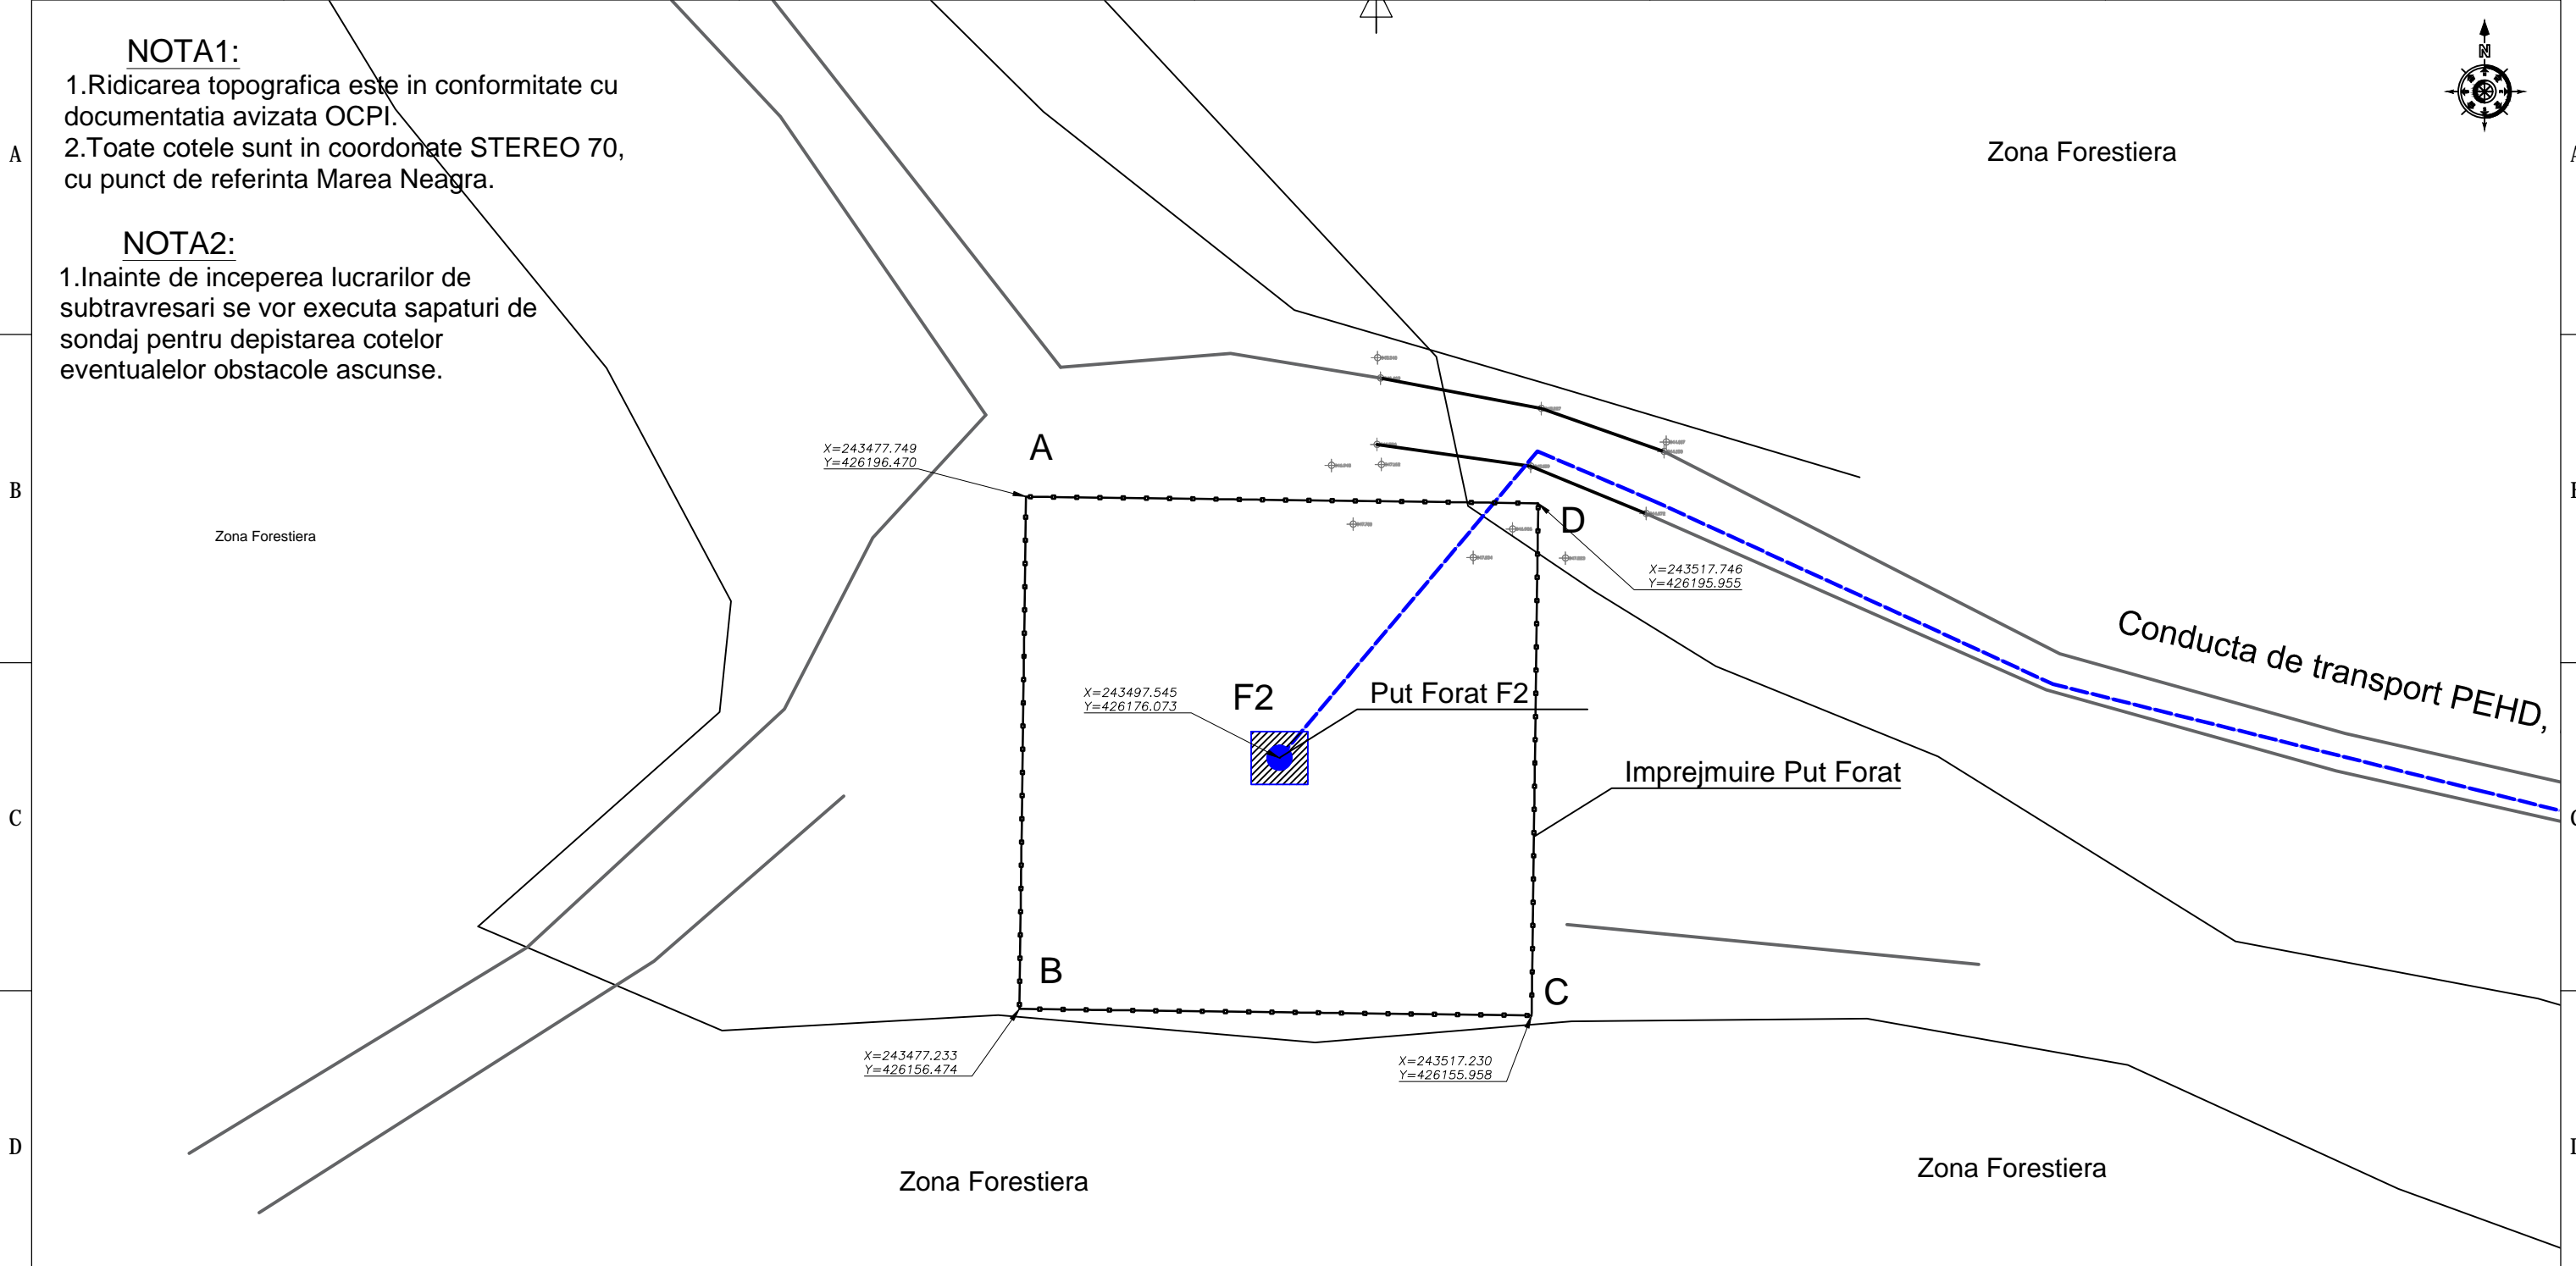 NOTA1:
1.Ridicarea topografica este in conformitate cu
documentatia avizata OCPI.
2.Toate cotele sunt in coordonate STEREO 70,
cu punct de referinta Marea Neagra.
NOTA2:
1.Inainte de inceperea lucrarilor de
subtravresari se vor executa sapaturi de
sondaj pentru depistarea cotelor
eventualelor obstacole ascunse.
N
Zona Forestiera
A
A
B
X=243477.749
Y=426196.470
A
D
X=243517.746
Y=426195.955
Zona Forestiera
Conducta de transport PEHD,
X=243497.545
Y=426176.073
F2
Put Forat F2
Imprejmuire Put Forat
C
B
C
X=243477.233
Y=426156.474
X=243517.230
Y=426155.958
D
Zona Forestiera
Zona Forestiera